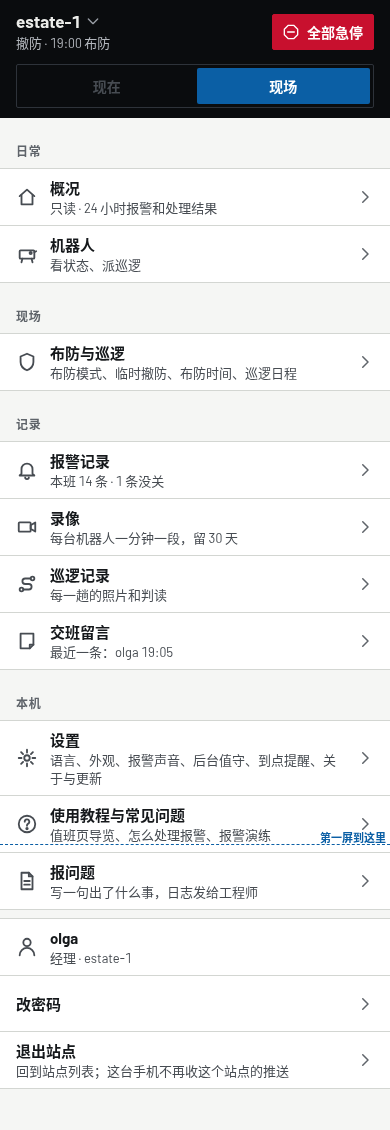 estate-1
撤防 · 19:00 布防
全部急停
现在
现场
日常
概况
只读 · 24 小时报警和处理结果
机器人
看状态、派巡逻
现场
布防与巡逻
布防模式、临时撤防、布防时间、巡逻日程
记录
报警记录
本班 14 条 · 1 条没关
录像
每台机器人一分钟一段，留 30 天
巡逻记录
每一趟的照片和判读
交班留言
最近一条：olga 19:05
本机
设置
语言、外观、报警声音、后台值守、到点提醒、关
于与更新
使用教程与常见问题
值班页导览、怎么处理报警、报警演练
第一屏到这里
报问题
写一句出了什么事，日志发给工程师
olga
经理 · estate-1
改密码
退出站点
回到站点列表；这台手机不再收这个站点的推送